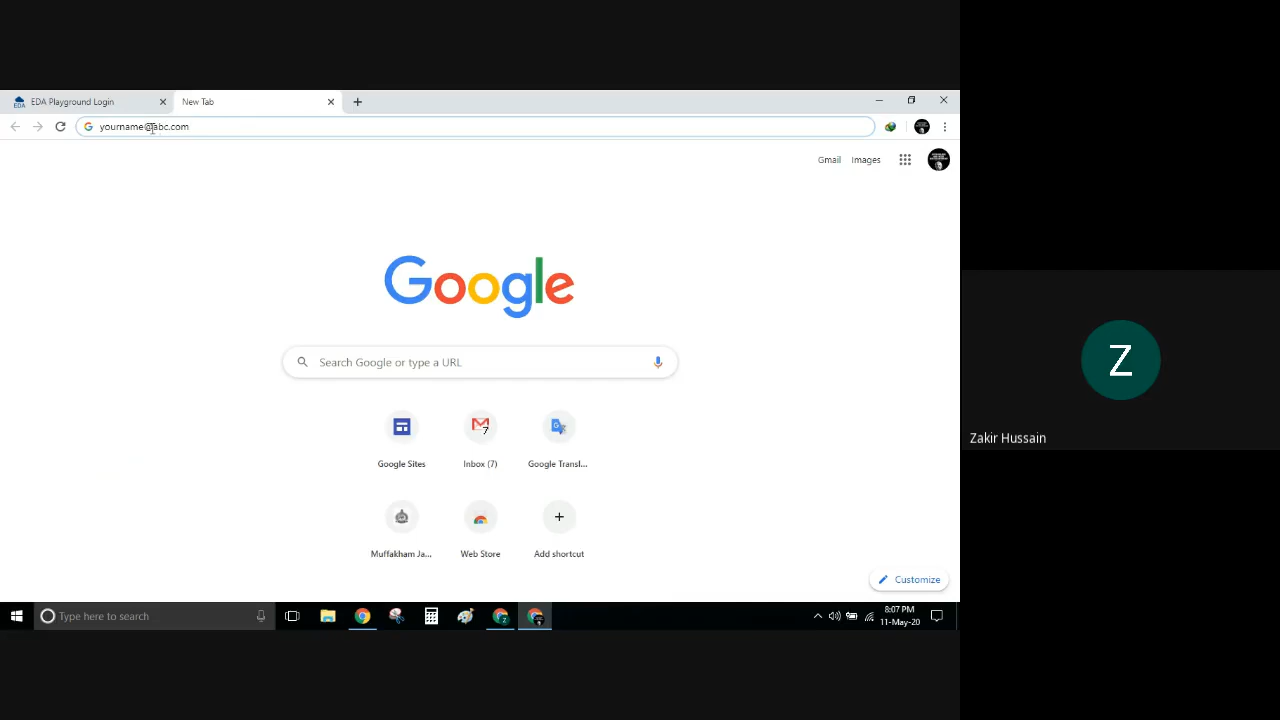 EDA Playground Login
New Tab
yourname@abc.com
Gmail Images
Google
Search Google or type a URL
Google Sites
Inbox (7)
Google Transl...
Muffakham Ja...
Web Store
Add shortcut
Customize
Type here to search
8:07 PM
11-May-20
Z
Zakir Hussain